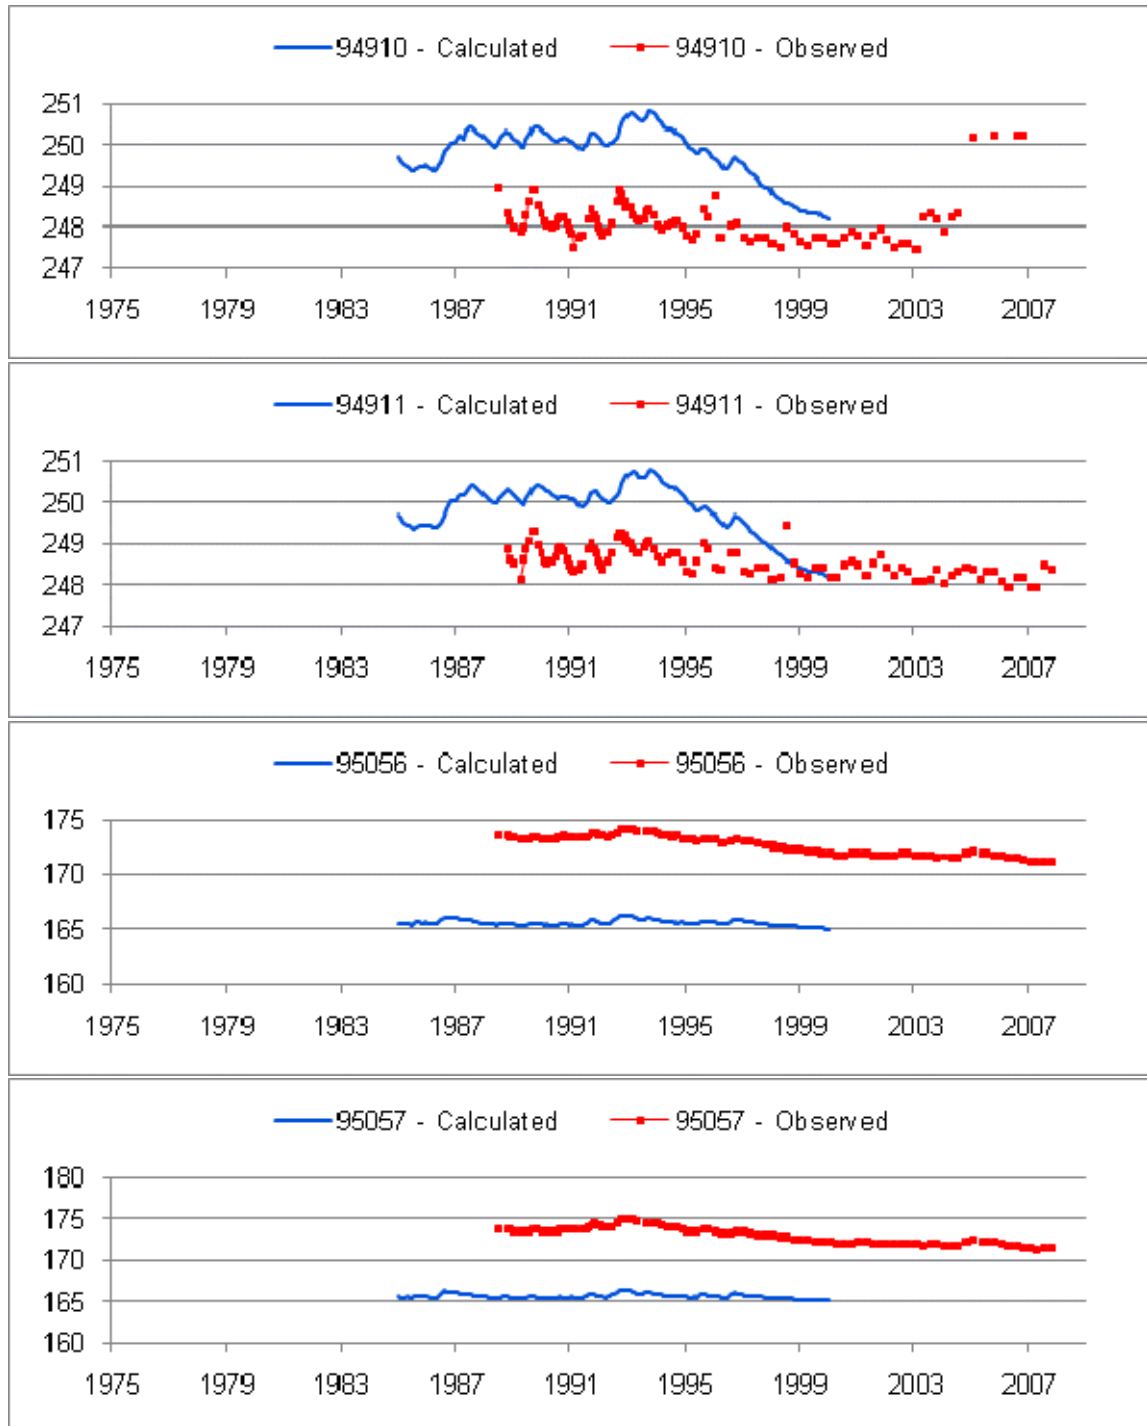 94910 - Calculated 94910 - Observed
251
250
249
248
247
1975 1979 1983 1987 1991 1995 1999 2003 2007
94911 - Calculated 94911 - Observed
251
250
249
248
247
1975 1979 1983 1987 1991 1995 1999 2003 2007
95056 - Calculated 95056 - Observed
175
170
165
160
1975 1979 1983 1987 1991 1995 1999 2003 2007
95057 - Calculated 95057 - Observed
180
175
170
165
160
1975 1979 1983 1987 1991 1995 1999 2003 2007